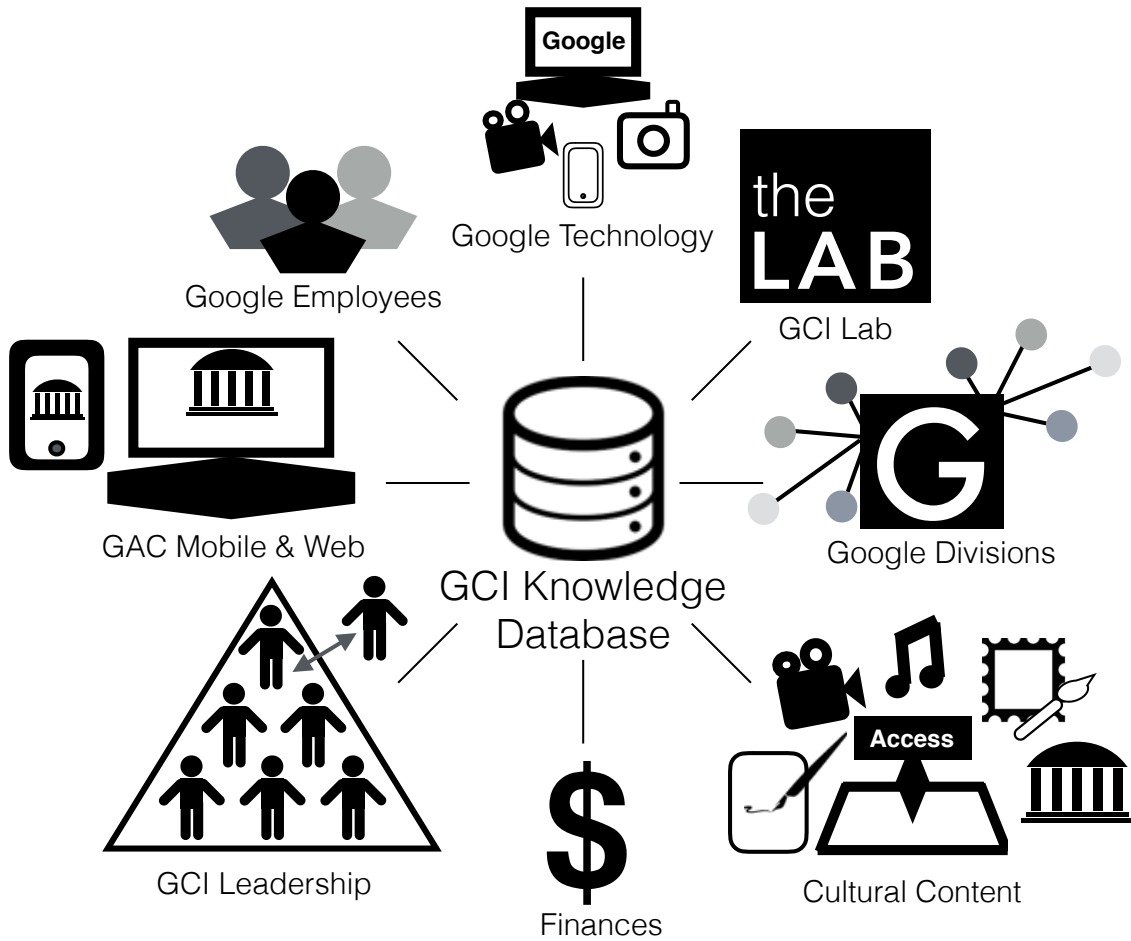 Google
Google Technology
the
LAB
GCI Lab
Google Employees
G
Google Divisions
GAC Mobile & Web
GCI Knowledge
Database
Access
Cultural Content
GCI Leadership
$
Finances